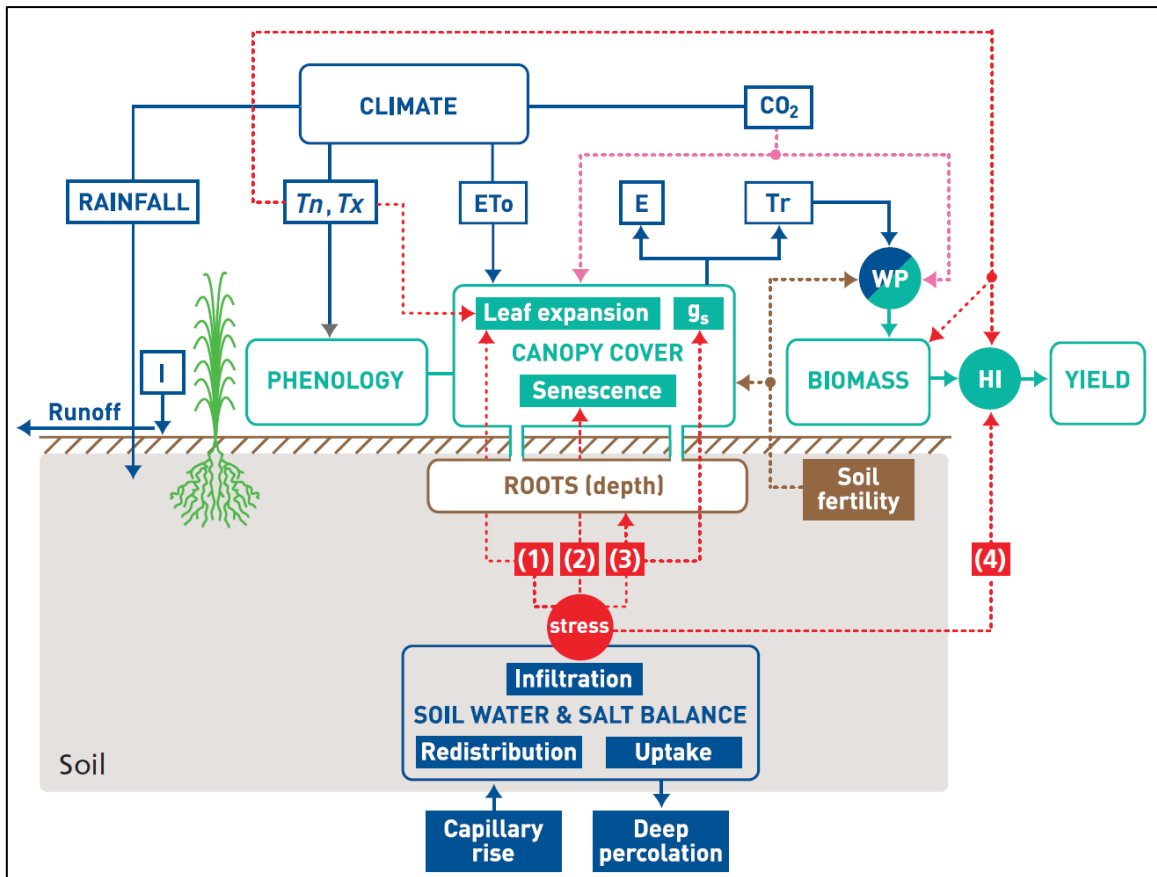 CLIMATE
CO₂
RAINFALL
Tn, Tx
ETo
E
Tr
WP
Leaf expansion
gₛ
CANOPY COVER
Senescence
PHENOLOGY
BIOMASS
HI
YIELD
I
Runoff
ROOTS (depth)
Soil
fertility
(1)
(2)
(3)
(4)
stress
Infiltration
SOIL WATER & SALT BALANCE
Redistribution
Uptake
Soil
Capillary
rise
Deep
percolation